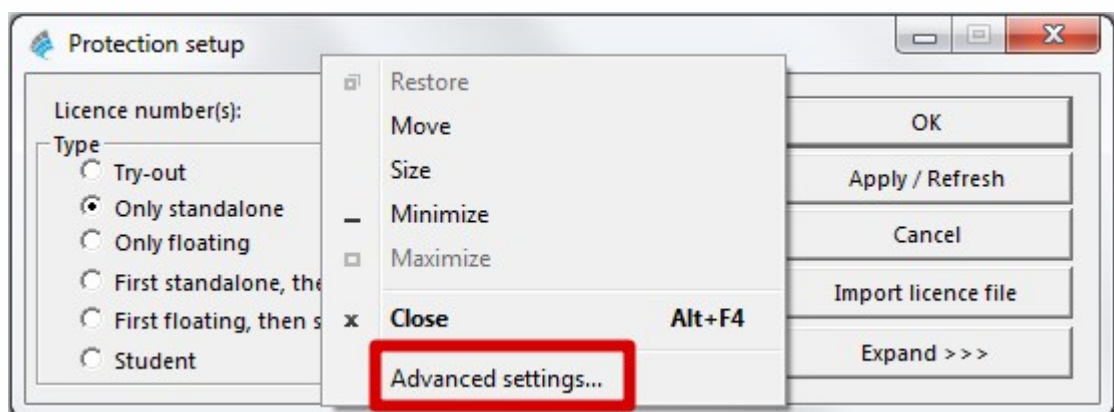 Protection setup
Licence number(s):
Type
Try-out
Only standalone
Only floating
First standalone, the
First floating, then s
Student
Restore
Move
Size
Minimize
Maximize
Close Alt+F4
Advanced settings...
OK
Apply / Refresh
Cancel
Import licence file
Expand >>>